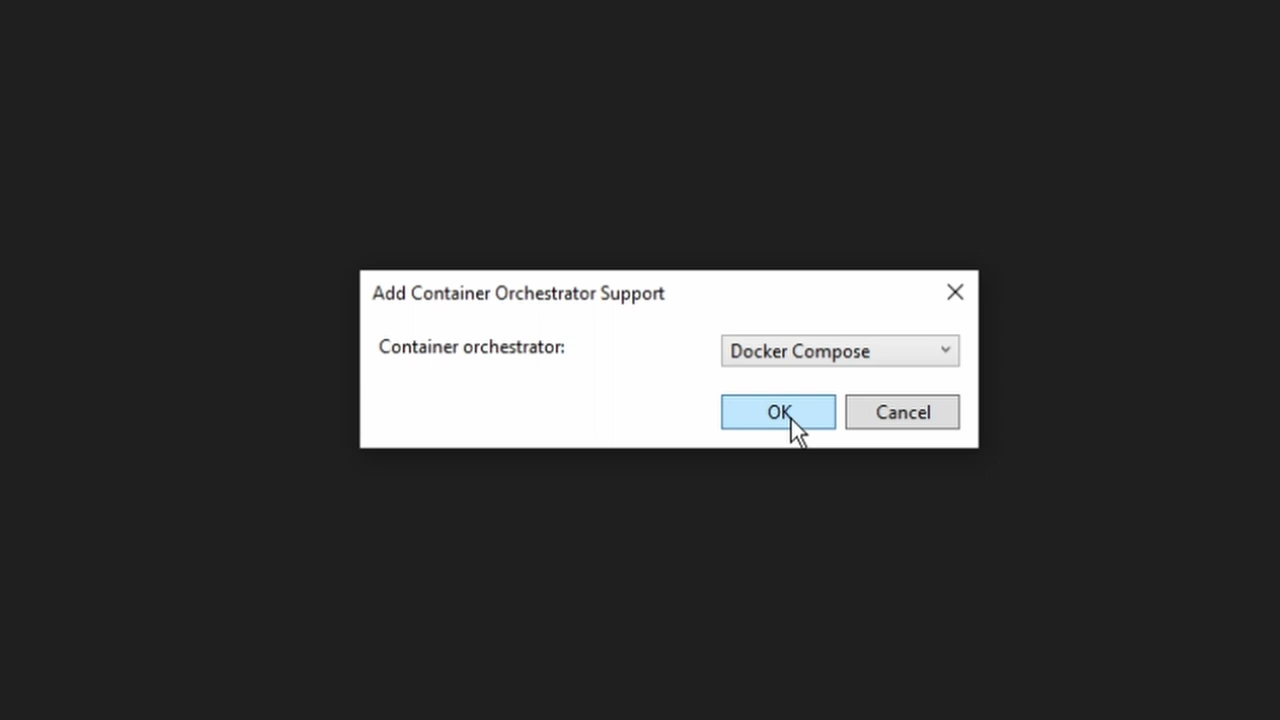 Add Container Orchestrator Support
Container orchestrator:
Docker Compose
OK
Cancel